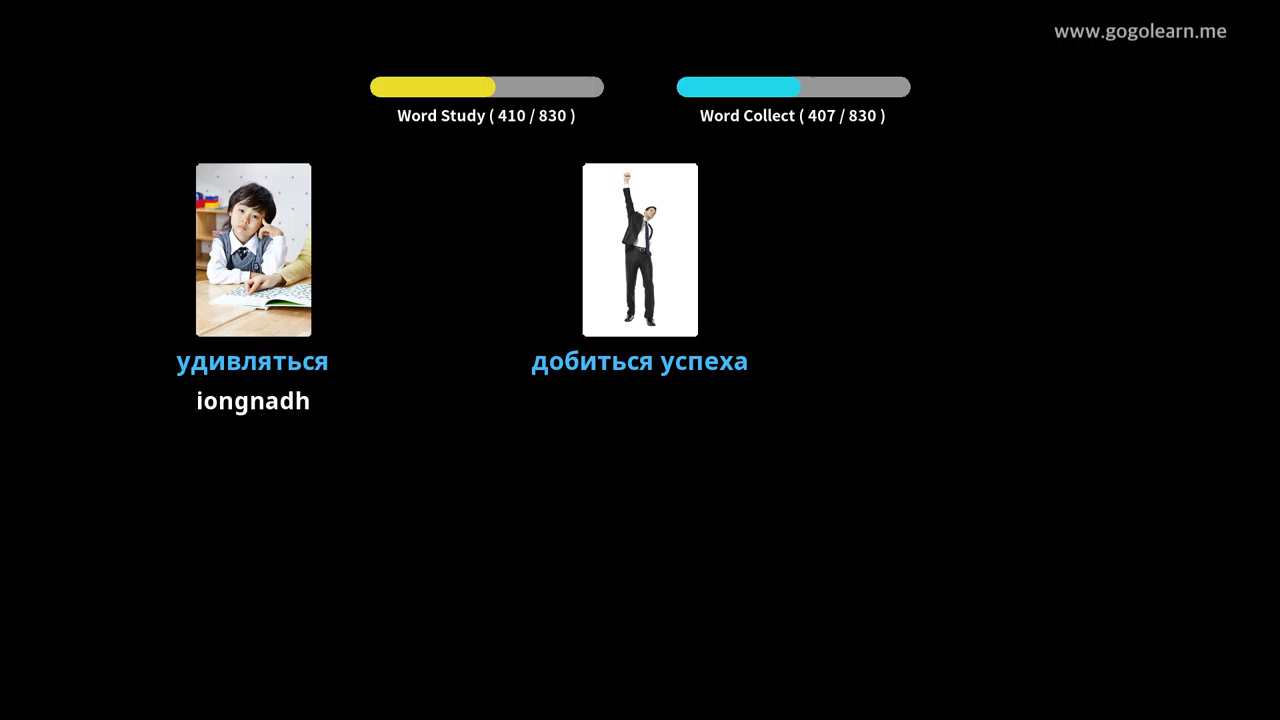 www.gogolearn.me
Word Study ( 410 / 830 )
Word Collect ( 407 / 830 )
удивляться
iongnadh
добиться успеха